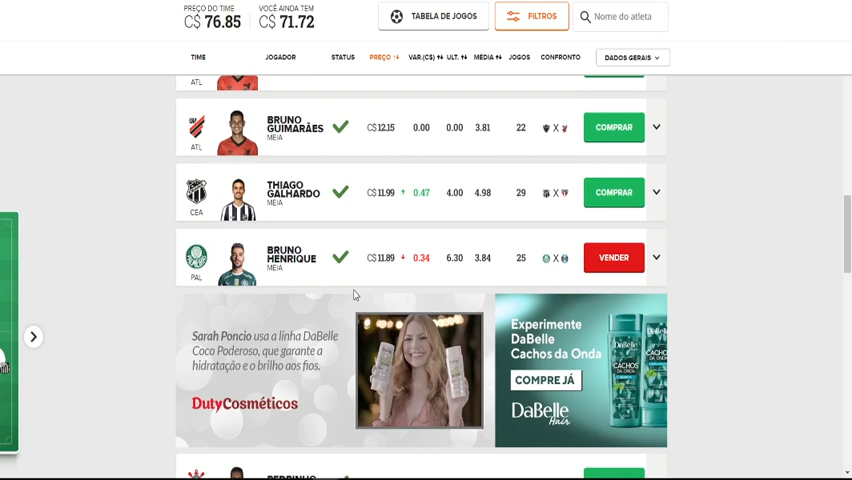 PREÇO DO TIME
C$ 76.85
VOCÊ AINDA TEM
C$ 71.72
TABELA DE JOGOS
FILTROS
Nome do atleta
TIME JOGADOR STATUS PREÇO VAR.(C$) ULT. MÉDIA JOGOS CONFRONTO DADOS GERAIS
ATL
BRUNO
GUIMARÃES
MEIA
ATL
C$ 12.15 0.00 0.00 3.81 22 X COMPRAR
THIAGO
GALHARDO
MEIA
CEA
C$ 11.99 0.47 4.00 4.98 29 X COMPRAR
BRUNO
HENRIQUE
MEIA
PAL
C$ 11.89 0.34 6.30 3.84 25 X VENDER
Sarah Poncio usa a linha DaBelle
Coco Poderoso, que garante a
hidratação e o brilho aos fios.
DutyCosméticos
Experimente
DaBelle
Cachos da Onda
COMPRE JÁ
DaBelle
Hair
DaBelle
CACHOS
DA ONDA